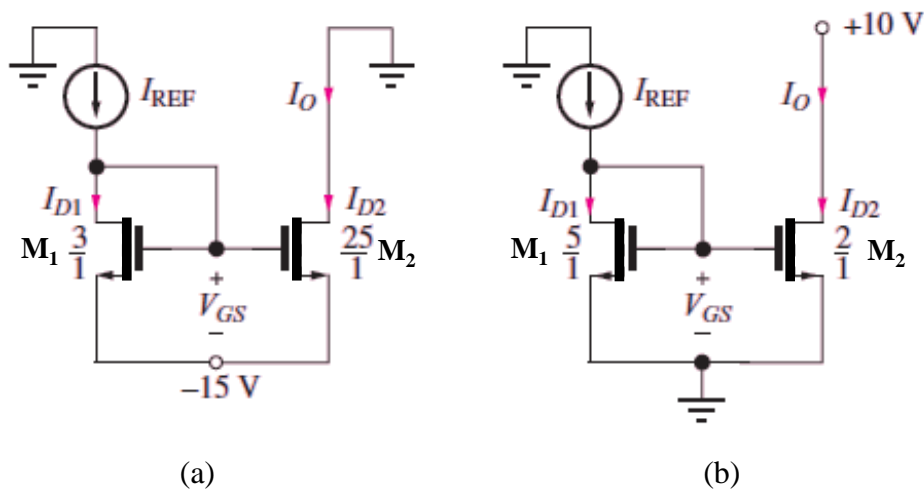 +10 V
I_REF
I_O
I_REF
I_O
I_D1
I_D2
I_D1
I_D2
M₁ 3/1
25/1 M₂
M₁ 5/1
2/1 M₂
+
V_GS
−
+
V_GS
−
−15 V
(a)
(b)